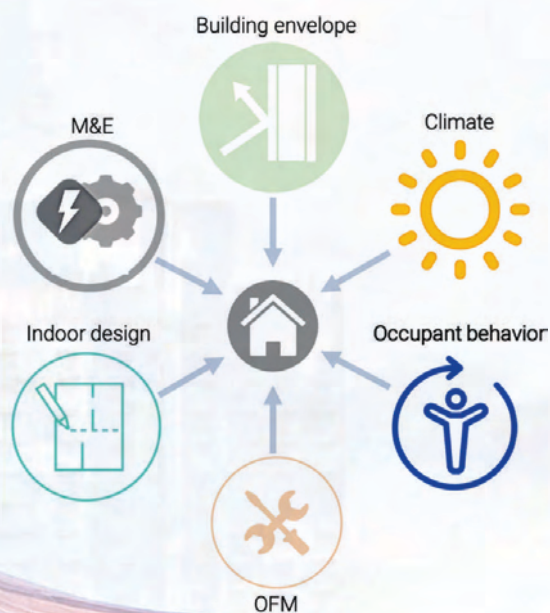 Building envelope
M&E
Climate
Indoor design
Occupant behavior
OFM